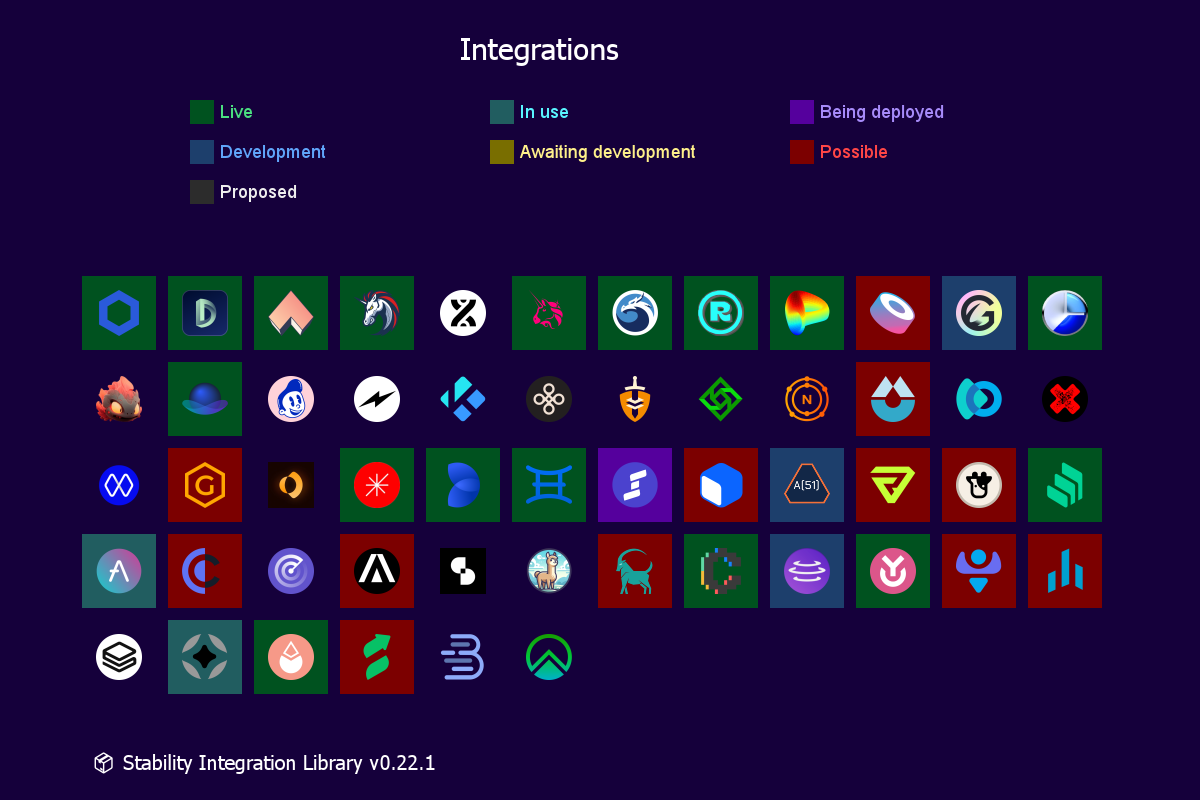 Integrations
Live
In use
Being deployed
Development
Awaiting development
Possible
Proposed
R
N
G
A[51]
Stability Integration Library v0.22.1